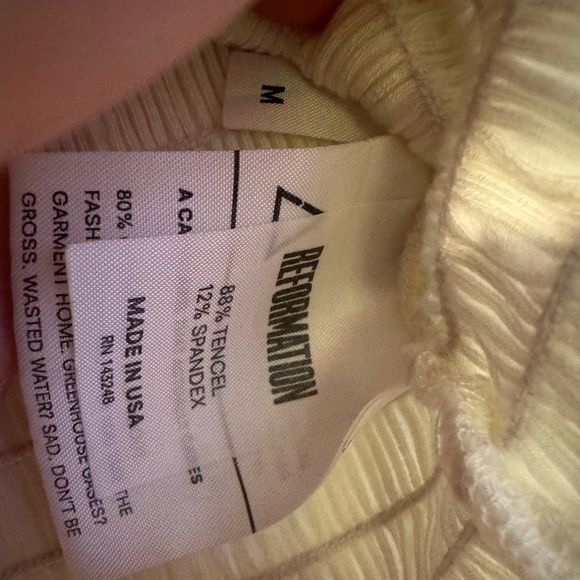 M
REFORMATION
88% TENCEL
12% SPANDEX
MADE IN USA
RN 143248
A CA
ES
80%
THE
FASH
GARMENT HOME. GREENHOUSE GASES?
GROSS. WASTED WATER? SAD. DON'T BE